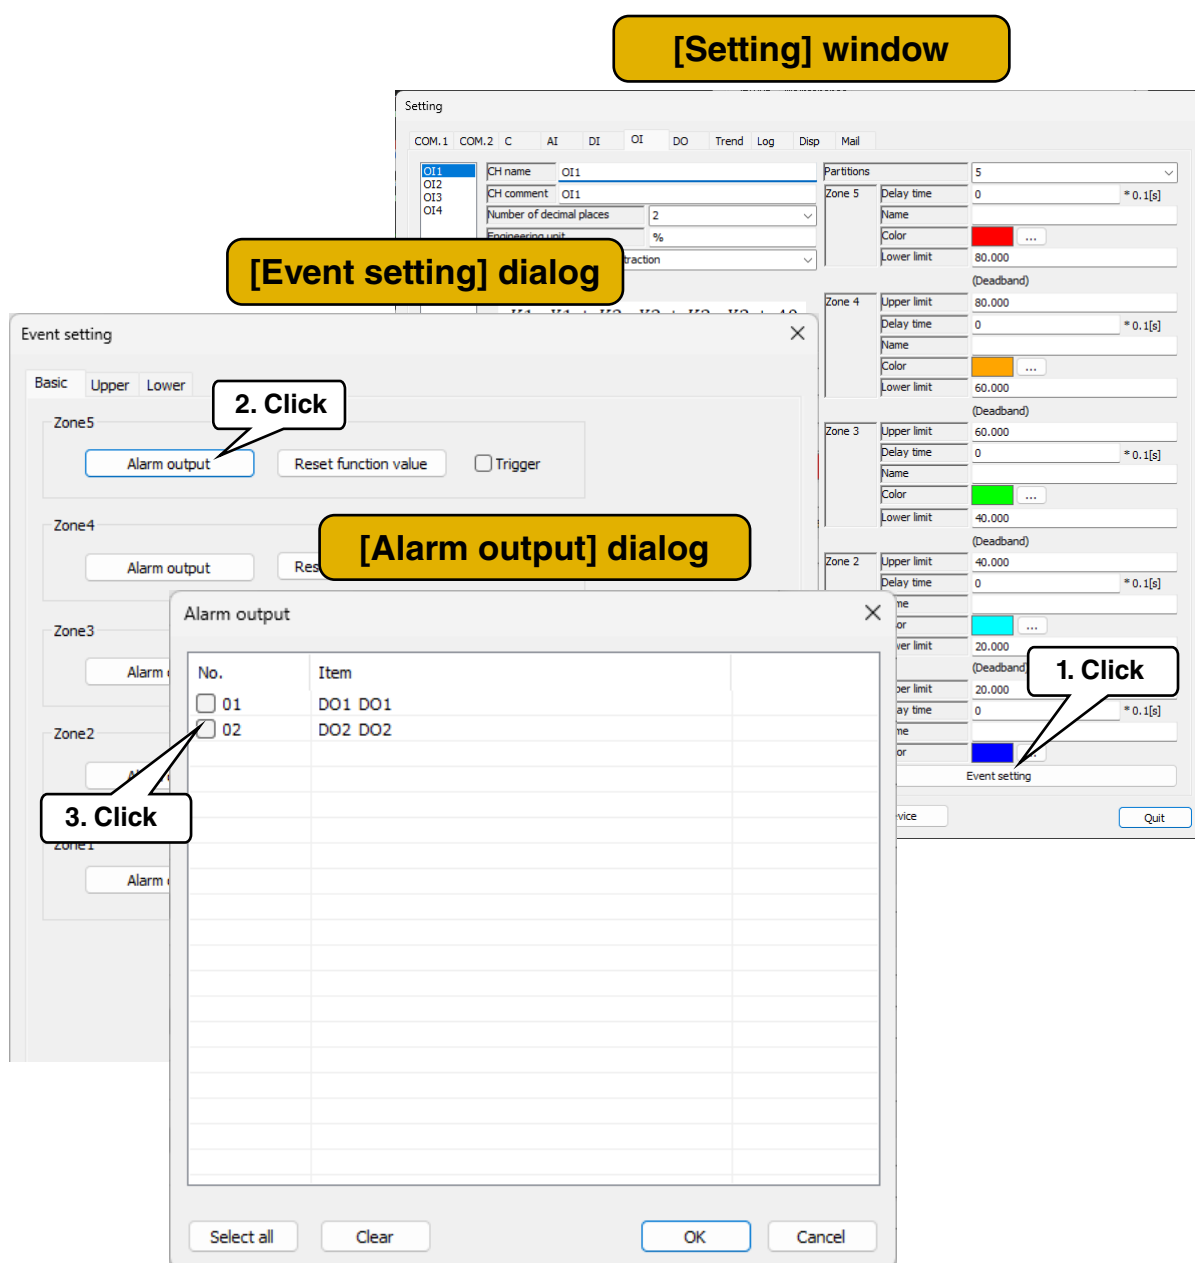 [Setting] window
Setting
COM.1 COM.2 C AI DI OI DO Trend Log Disp Mail
OI1
OI2
OI3
OI4
CH name OI1
CH comment OI1
Number of decimal places 2
Engineering unit %
Partitions 5
Zone 5 Delay time 0 * 0.1[s]
Name
Color ...
Lower limit 80.000
(Deadband)
Zone 4 Upper limit 80.000
Delay time 0 * 0.1[s]
Name
Color ...
Lower limit 60.000
(Deadband)
Zone 3 Upper limit 60.000
Delay time 0 * 0.1[s]
Name
Color ...
Lower limit 40.000
(Deadband)
Zone 2 Upper limit 40.000
Delay time 0 * 0.1[s]
...
20.000
(Deadband)
20.000
0 * 0.1[s]
Event setting
Quit
1. Click
[Event setting] dialog
Event setting
Basic Upper Lower
2. Click
Zone5
Alarm output Reset function value Trigger
Zone4
Alarm output
Zone3
Alarm
Zone2
Zone1
Alarm
[Alarm output] dialog
Alarm output
No. Item
01 DO1 DO1
02 DO2 DO2
3. Click
Select all Clear OK Cancel